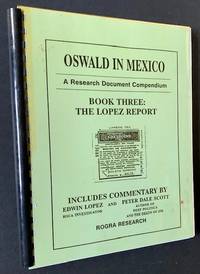 OSWALD IN MEXICO
A Research Document Compendium
BOOK THREE:
THE LOPEZ REPORT
INCLUDES COMMENTARY BY
EDWIN LOPEZ AND PETER DALE SCOTT
HSCA INVESTIGATOR AUTHOR OF
DEEP POLITICS
AND THE DEATH OF JFK
ROGRA RESEARCH